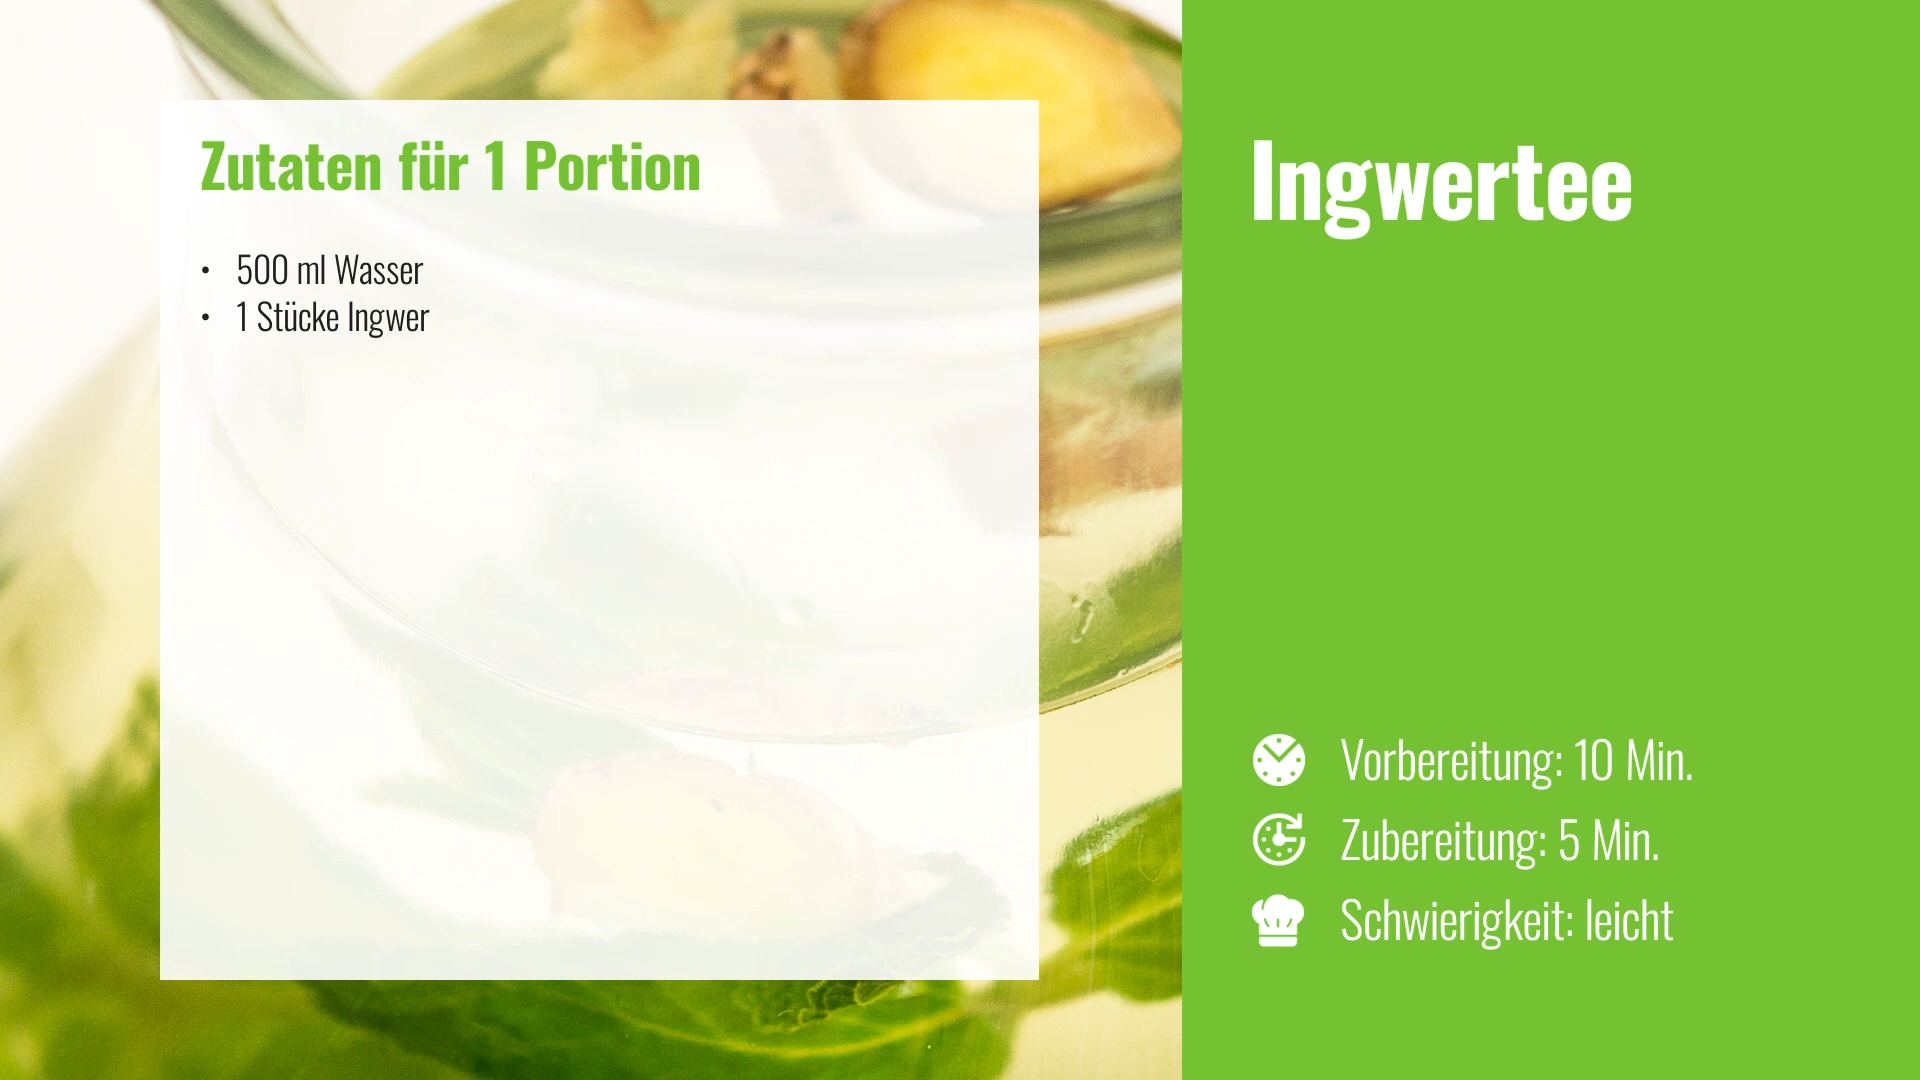 Zutaten für 1 Portion
• 500 ml Wasser
• 1 Stücke Ingwer
Ingwertee
Vorbereitung: 10 Min.
Zubereitung: 5 Min.
Schwierigkeit: leicht